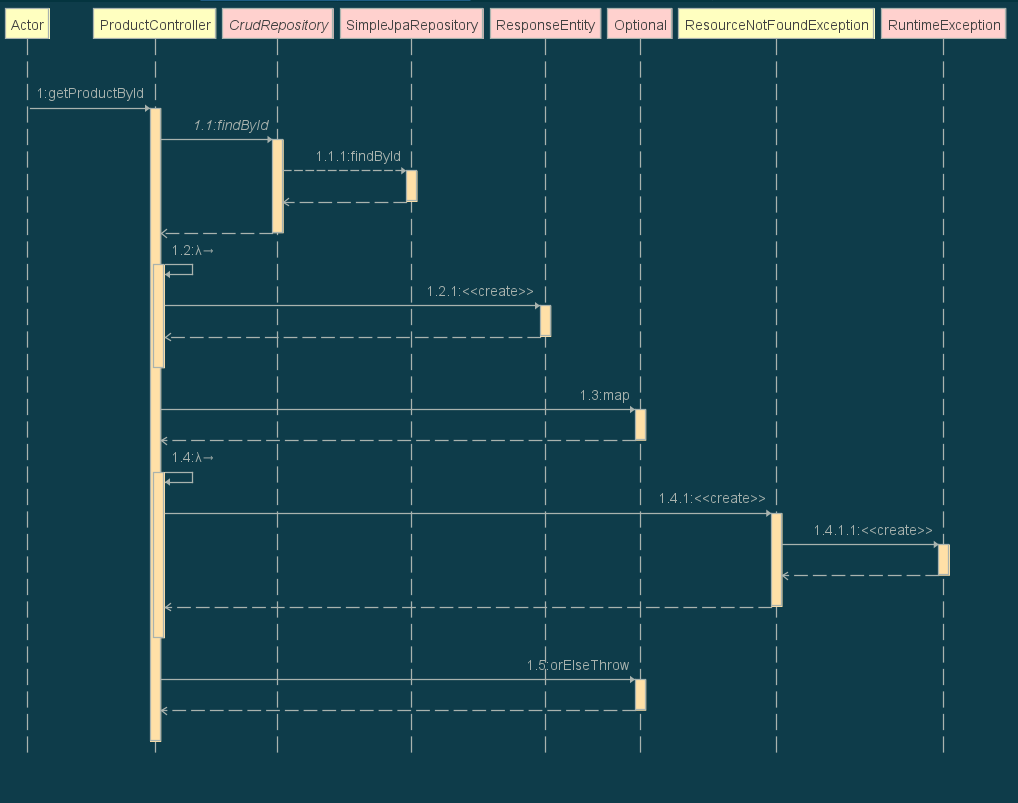 Actor ProductController CrudRepository SimpleJpaRepository ResponseEntity Optional ResourceNotFoundException RuntimeException
1:getProductById
1.1:findById
1.1.1:findById
1.2:λ→
1.2.1:<<create>>
1.3:map
1.4:λ→
1.4.1:<<create>>
1.4.1.1:<<create>>
1.5:orElseThrow